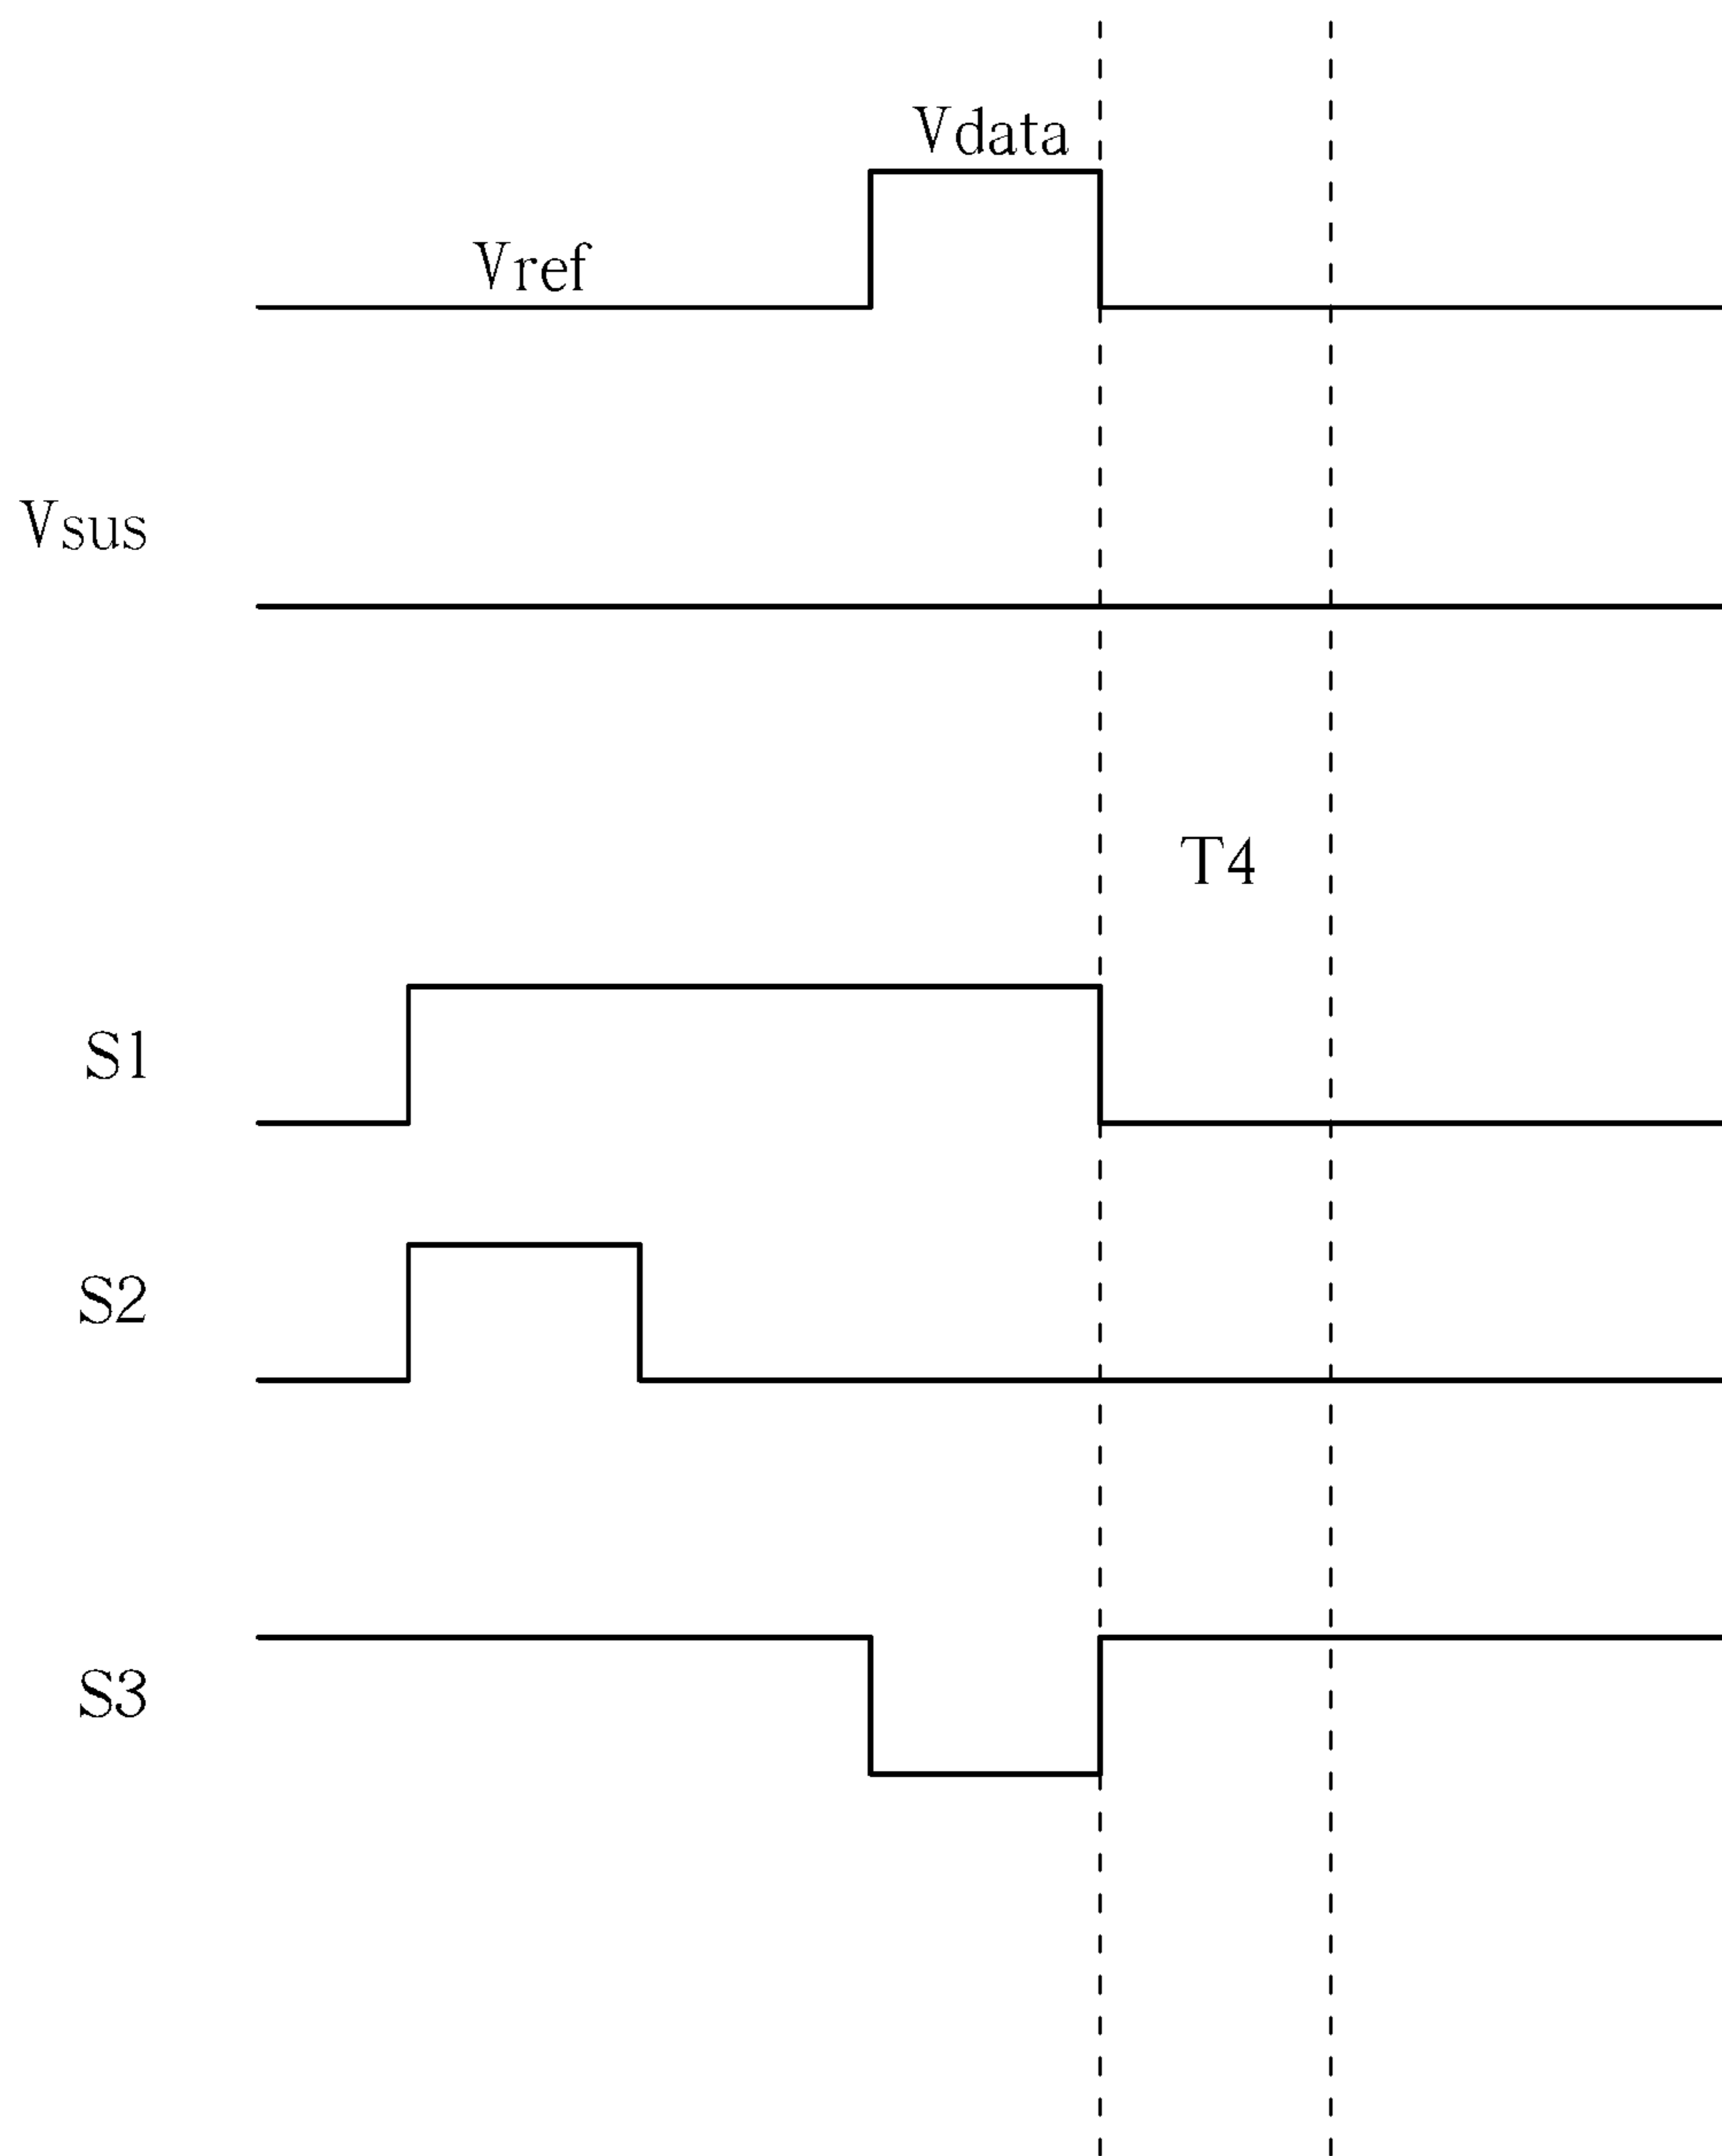 Vdata
Vref
Vsus
T4
S1
S2
S3